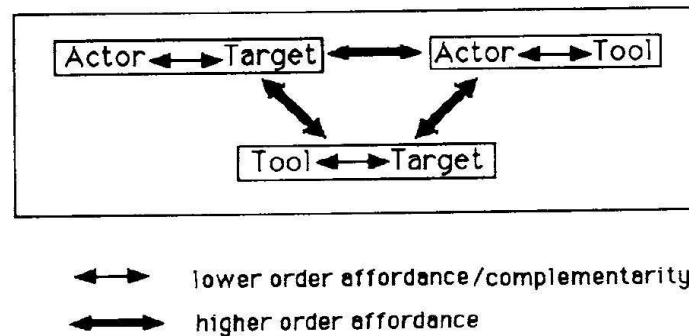 Actor Target Actor Tool
Tool Target
lower order affordance/complementarity
higher order affordance